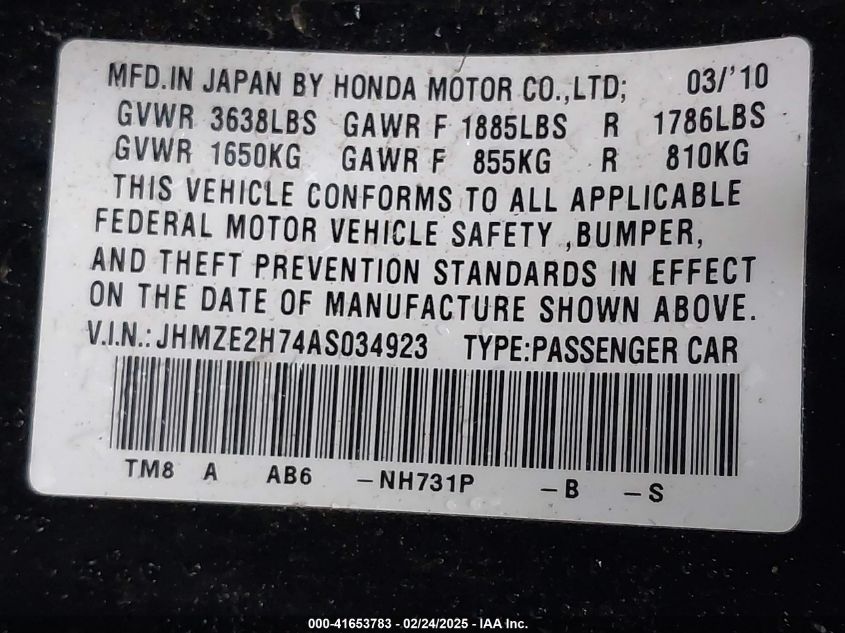 MFD.IN JAPAN BY HONDA MOTOR CO.,LTD; 03/'10
GVWR 3638LBS GAWR F 1885LBS R 1786LBS
GVWR 1650KG GAWR F 855KG R 810KG
THIS VEHICLE CONFORMS TO ALL APPLICABLE
FEDERAL MOTOR VEHICLE SAFETY ,BUMPER,
AND THEFT PREVENTION STANDARDS IN EFFECT
ON THE DATE OF MANUFACTURE SHOWN ABOVE.
V.I.N.: JHMZE2H74AS034923 TYPE:PASSENGER CAR
TM8 A AB6 -NH731P -B -S
000-41653783 - 02/24/2025 - IAA Inc.